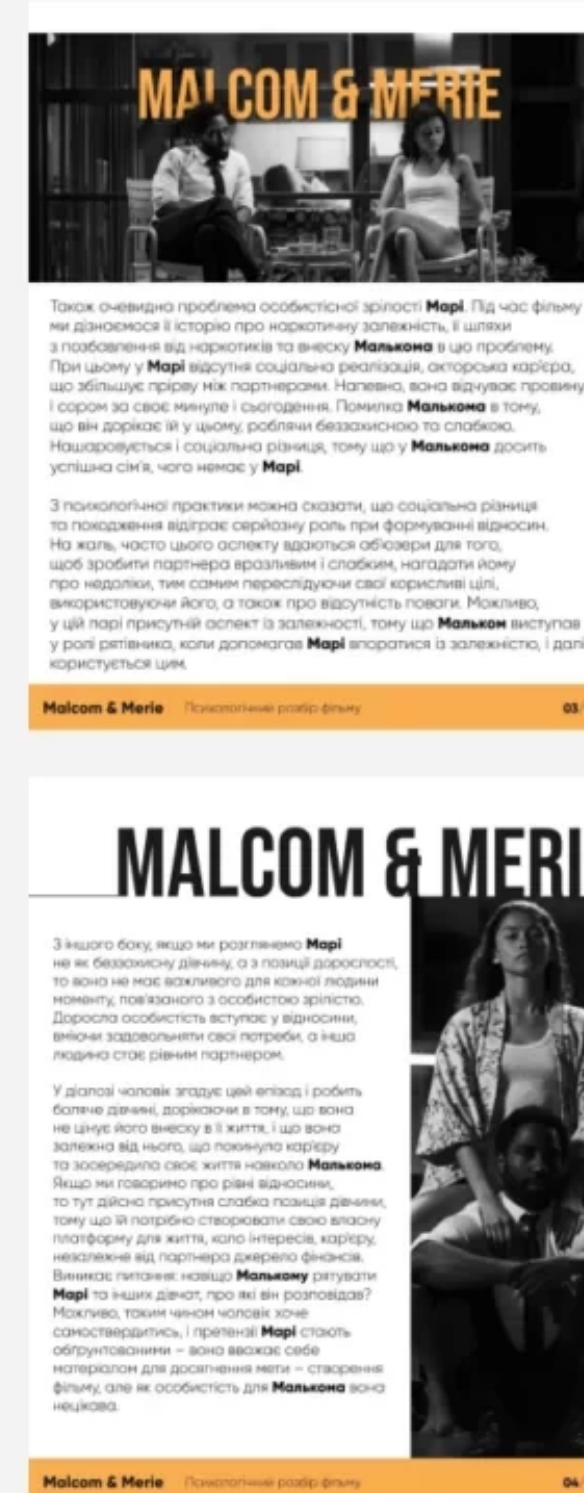 MALCOM & MERIE
Також очевидна проблема особистісної зрілості Марі. Під час фільму
ми дізнаємося її історію про наркотичну залежність, її шляхи
з позбавлення від наркотиків та внеску Малькома в цю проблему.
При цьому у Марі відсутня соціальна реалізація, акторська кар'єра,
що збільшує прірву між партнерами. Напевно, вона відчуває провину
і сором за своє минуле і сьогодення. Помилка Малькома в тому,
що він дорікає їй у цьому, роблячи беззахисною та слабкою.
Нашаровується і соціальна різниця, тому що у Малькома досить
успішна сім'я, чого немає у Марі.
З психологічної практики можна сказати, що соціальна різниця
та походження відіграє серйозну роль при формуванні відносин.
На жаль, часто цього аспекту вдаються аб'юзери для того,
щоб зробити партнера вразливим і слабким, нагадати йому
про недоліки, тим самим переслідуючи свої корисливі цілі,
використовуючи його, а також про відсутність поваги. Можливо,
у цій парі присутній аспект із залежності, тому що Мальком виступав
у ролі рятівника, коли допомагав Марі впоратися із залежністю, і далі
користується цим.
Malcom & Merie Психологічний розбір фільму 03
MALCOM & MERI
З іншого боку, якщо ми розглянемо Марі
не як беззахисну дівчину, а з позиції дорослості,
то вона не має важливого для кожної людини
моменту, пов'язаного з особистою зрілістю.
Доросла особистість вступає у відносини,
вміючи задовольняти свої потреби, а інша
людина стає рівним партнером.
У діалозі чоловік згадує цей епізод і робить
боляче дівчині, дорікаючи в тому, що вона
не цінує його внеску в її життя, і що вона
залежна від нього, що покинула кар'єру
та зосередила своє життя навколо Малькома.
Якщо ми говоримо про рівні відносини,
то тут дійсно присутня слабка позиція дівчини,
тому що їй потрібно створювати свою власну
платформу для життя, коло інтересів, кар'єру,
незалежне від партнера джерело фінансів.
Виникає питання: навіщо Малькому рятувати
Марі та інших дівчат, про які він розповідав?
Можливо, таким чином чоловік хоче
самоствердитись, і претензії Марі стають
обґрунтованими – вона вважає себе
матеріалом для досягнення мети – створення
фільму, але як особистість для Малькома вона
нецікава.
Malcom & Merie Психологічний розбір фільму 04